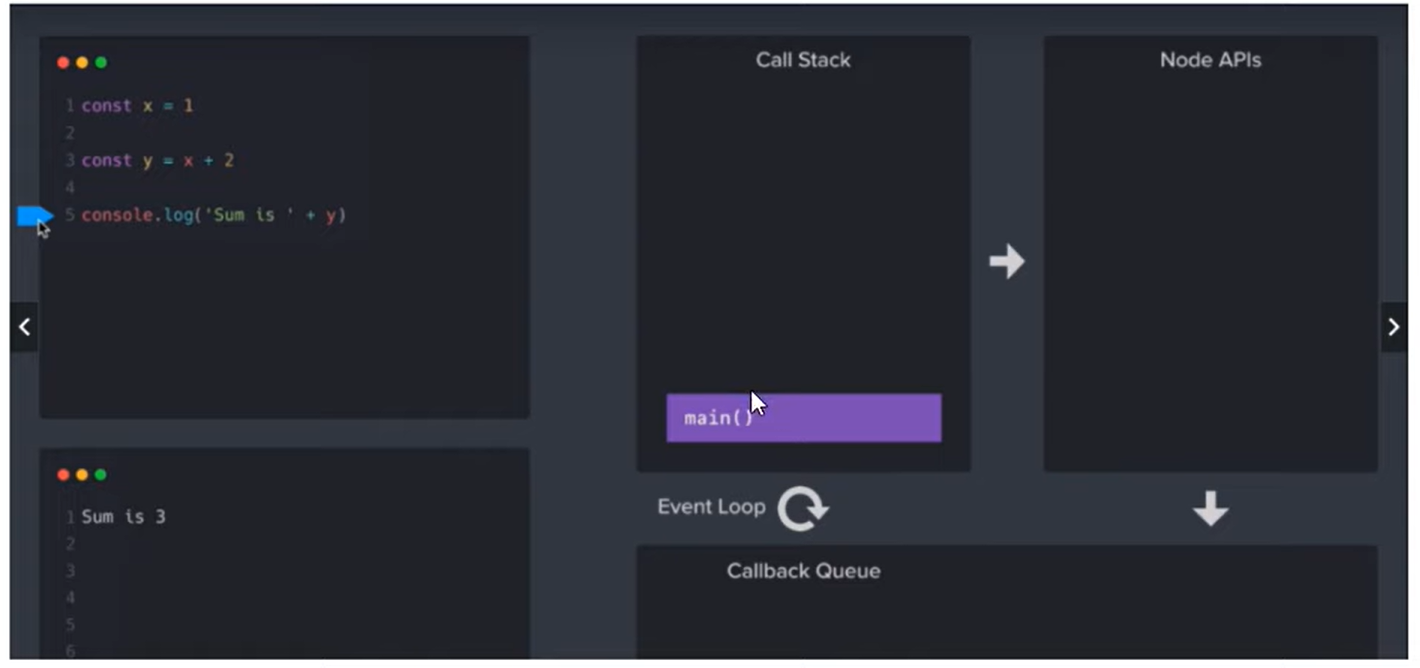 1 const x = 1
2
3 const y = x + 2
4
5 console.log('Sum is ' + y)
Call Stack
main()
Node APIs
Event Loop
Callback Queue
1 Sum is 3
2
3
4
5
6